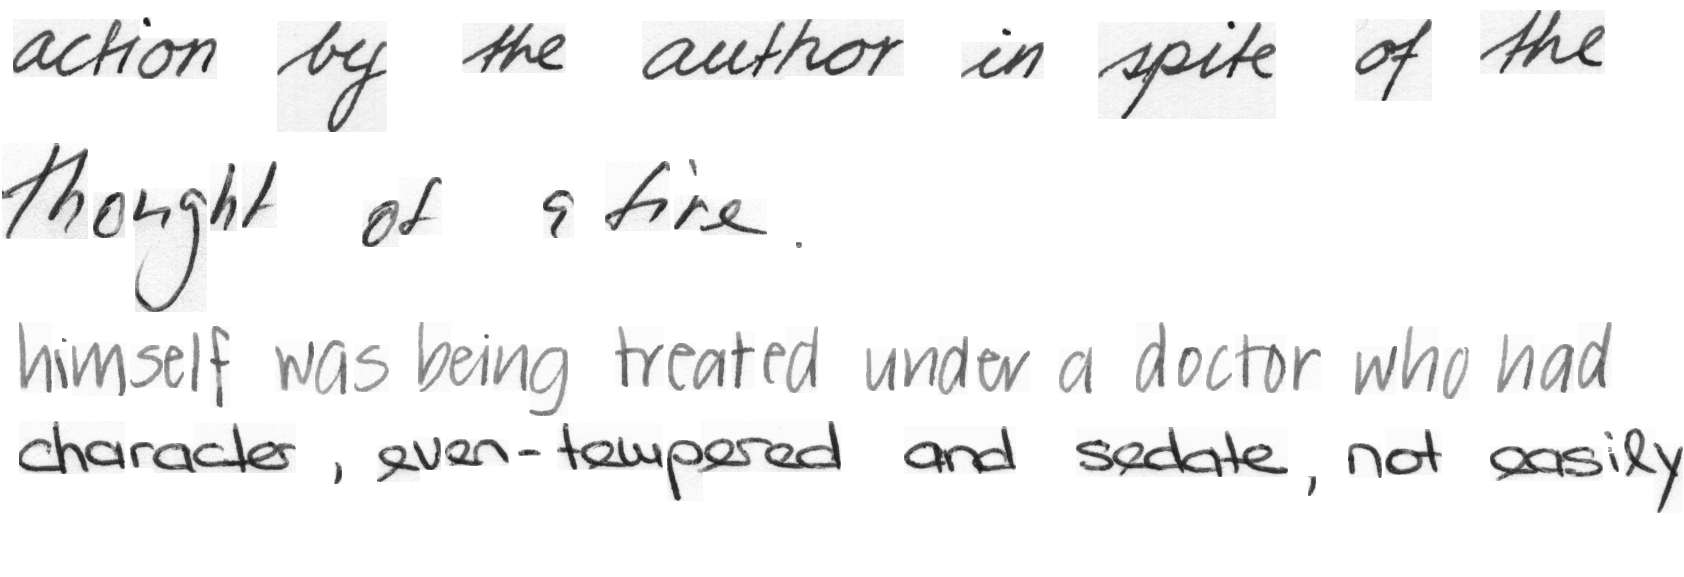 action by the author in spite of the
thought of a fire.
himself was being treated under a doctor who had
character, even-tempered and sedate, not easily